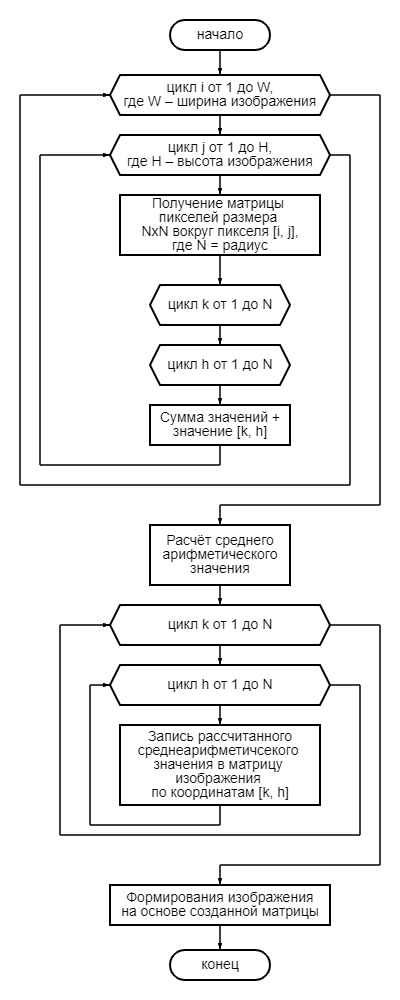 начало
цикл i от 1 до W,
где W – ширина изображения
цикл j от 1 до H,
где H – высота изображения
Получение матрицы
пикселей размера
NxN вокруг пикселя [i, j],
где N = радиус
цикл k от 1 до N
цикл h от 1 до N
Сумма значений +
значение [k, h]
Расчёт среднего
арифметического
значения
цикл k от 1 до N
цикл h от 1 до N
Запись рассчитанного
среднеарифметичсекого
значения в матрицу
изображения
по координатам [k, h]
Формирования изображения
на основе созданной матрицы
конец